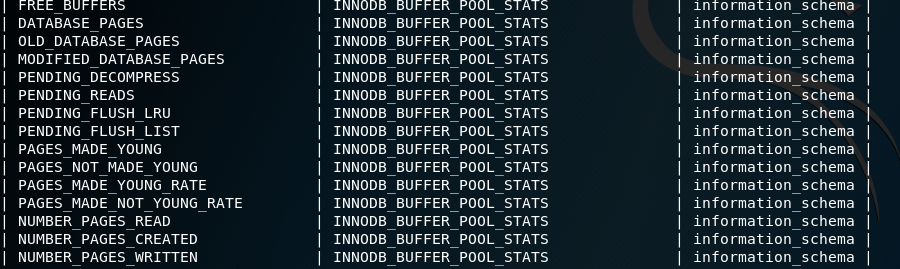 | FREE_BUFFERS | INNODB_BUFFER_POOL_STATS | information_schema |
| DATABASE_PAGES | INNODB_BUFFER_POOL_STATS | information_schema |
| OLD_DATABASE_PAGES | INNODB_BUFFER_POOL_STATS | information_schema |
| MODIFIED_DATABASE_PAGES | INNODB_BUFFER_POOL_STATS | information_schema |
| PENDING_DECOMPRESS | INNODB_BUFFER_POOL_STATS | information_schema |
| PENDING_READS | INNODB_BUFFER_POOL_STATS | information_schema |
| PENDING_FLUSH_LRU | INNODB_BUFFER_POOL_STATS | information_schema |
| PENDING_FLUSH_LIST | INNODB_BUFFER_POOL_STATS | information_schema |
| PAGES_MADE_YOUNG | INNODB_BUFFER_POOL_STATS | information_schema |
| PAGES_NOT_MADE_YOUNG | INNODB_BUFFER_POOL_STATS | information_schema |
| PAGES_MADE_YOUNG_RATE | INNODB_BUFFER_POOL_STATS | information_schema |
| PAGES_MADE_NOT_YOUNG_RATE | INNODB_BUFFER_POOL_STATS | information_schema |
| NUMBER_PAGES_READ | INNODB_BUFFER_POOL_STATS | information_schema |
| NUMBER_PAGES_CREATED | INNODB_BUFFER_POOL_STATS | information_schema |
| NUMBER_PAGES_WRITTEN | INNODB_BUFFER_POOL_STATS | information_schema |